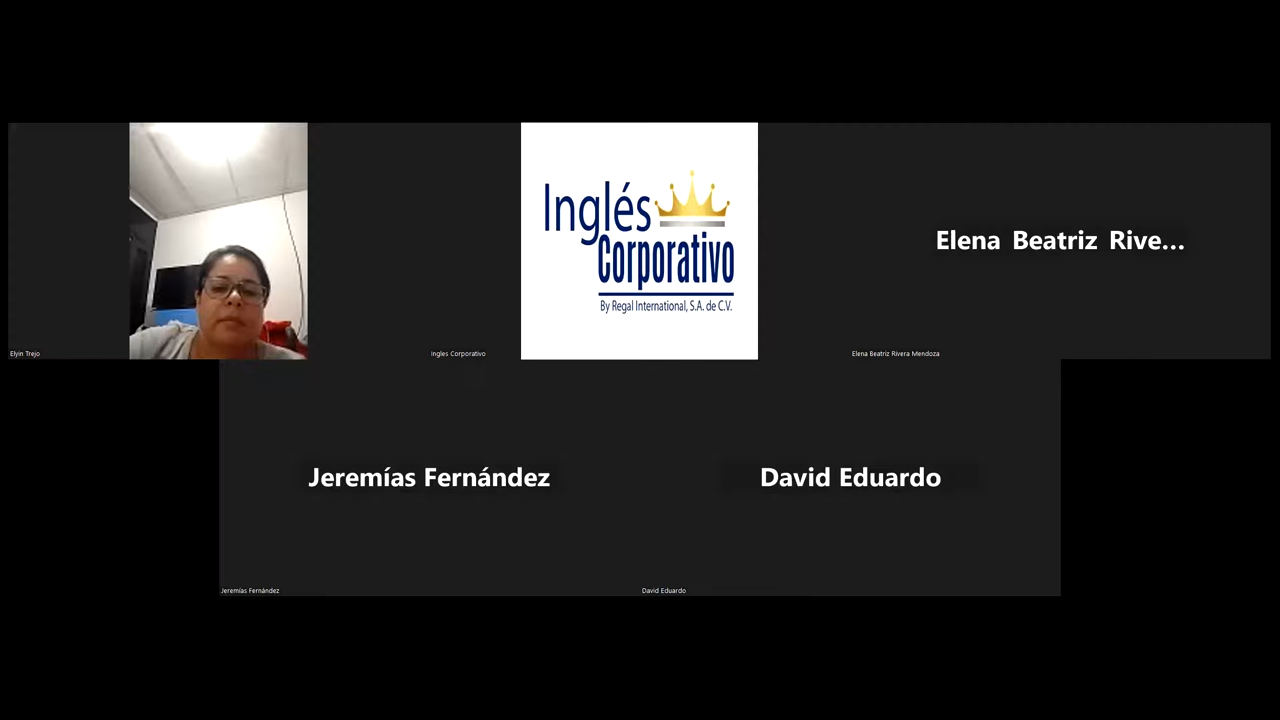 Inglés
Corporativo
By Regal International, S.A. de C.V.
Elena Beatriz Rive...
Elyin Trejo
Ingles Corporativo
Elena Beatriz Rivera Mendoza
Jeremías Fernández
David Eduardo
Jeremías Fernández
David Eduardo